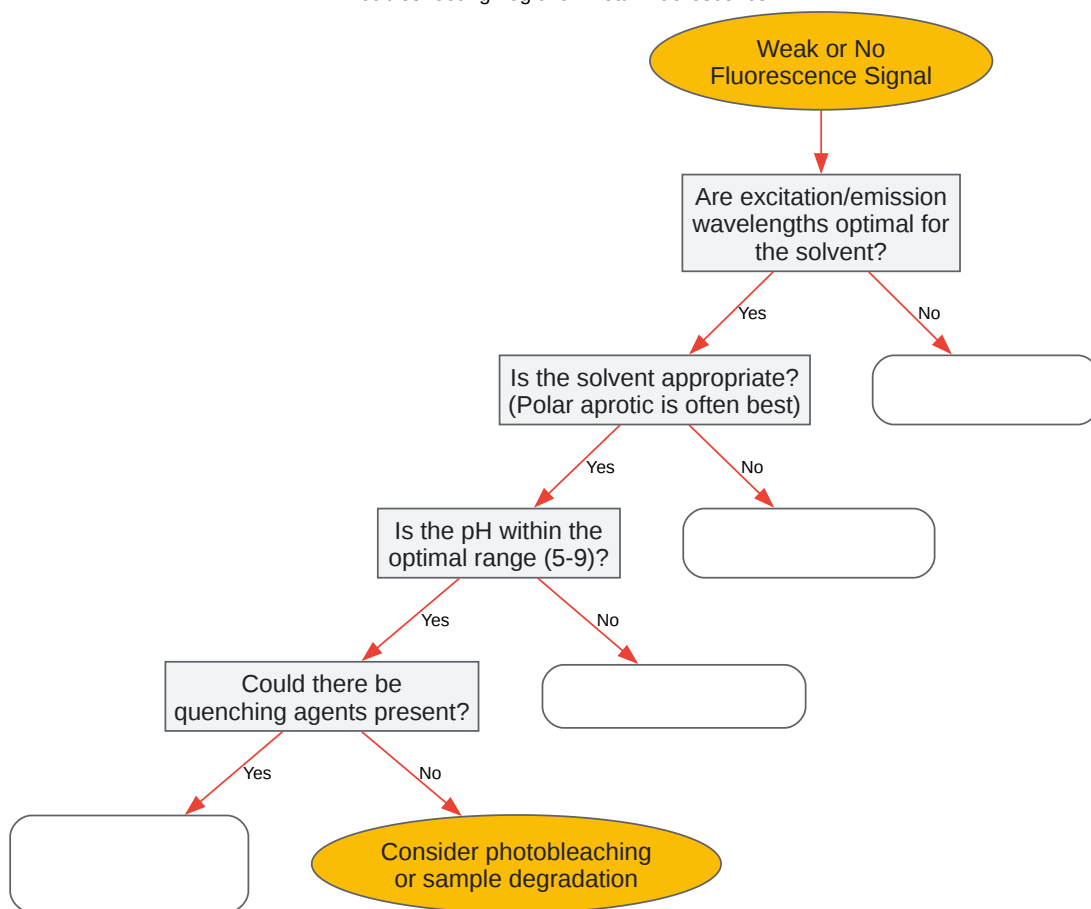 Weak or No
Fluorescence Signal
Are excitation/emission
wavelengths optimal for
the solvent?
Yes
No
Is the solvent appropriate?
(Polar aprotic is often best)
Yes
No
Is the pH within the
optimal range (5-9)?
Yes
No
Could there be
quenching agents present?
Yes
No
Consider photobleaching
or sample degradation